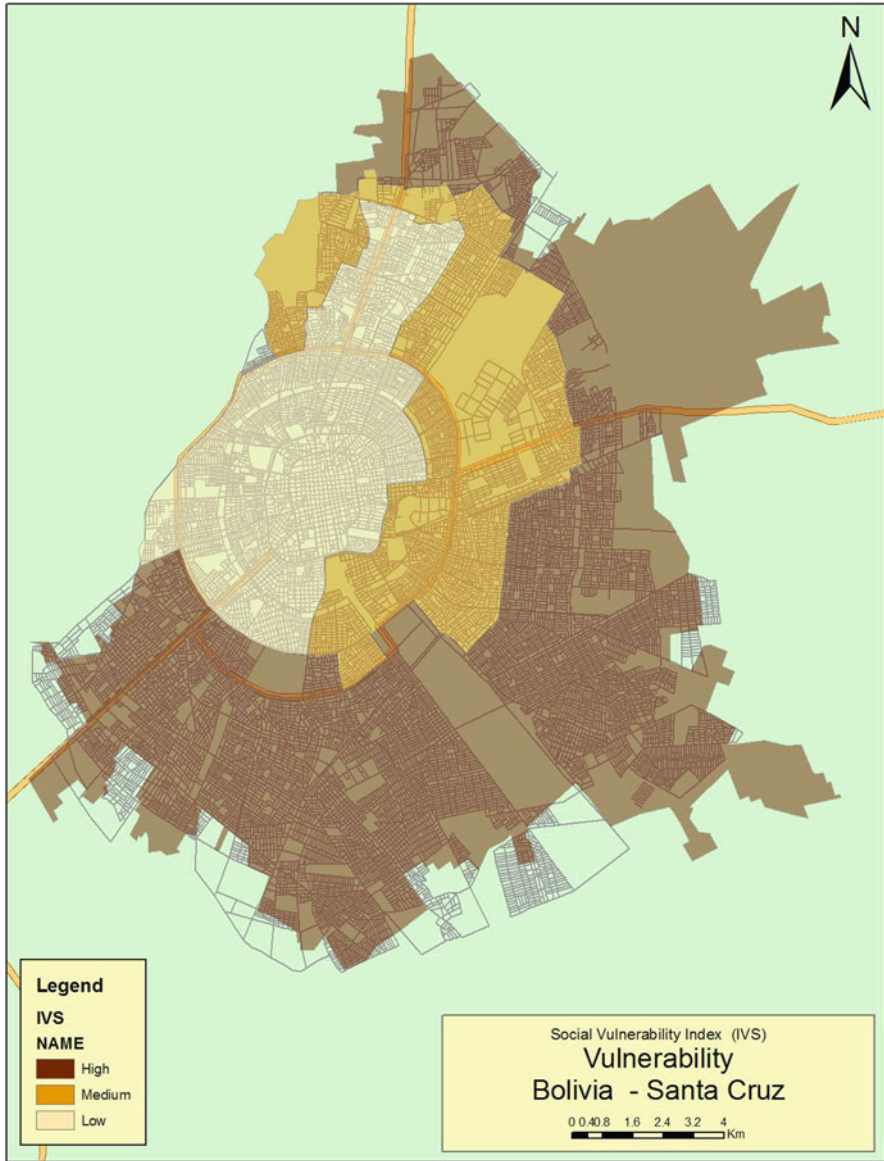 N
Legend
IVS
NAME
High
Medium
Low
Social Vulnerability Index (IVS)
Vulnerability
Bolivia - Santa Cruz
0 0.40.8 1.6 2.4 3.2 4
Km